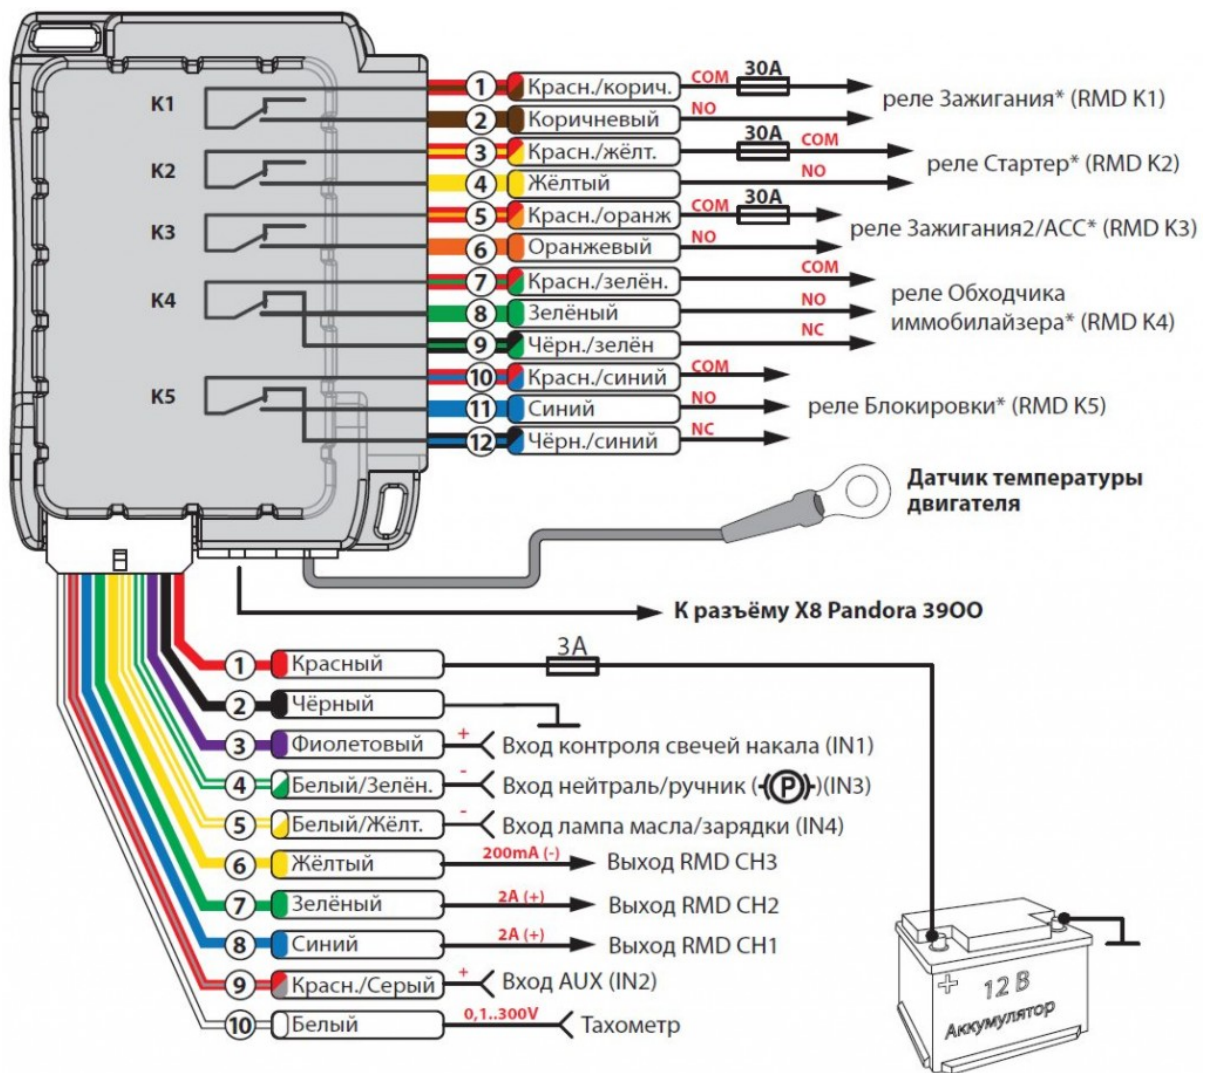 K1
K2
K3
K4
K5
1 Красн./корич. COM 30A
2 Коричневый NO
реле Зажигания* (RMD K1)
3 Красн./жёлт. 30A COM
4 Жёлтый NO
реле Стартер* (RMD K2)
5 Красн./оранж COM 30A
6 Оранжевый NO
реле Зажигания2/ACC* (RMD K3)
7 Красн./зелён. COM
8 Зелёный NO
9 Чёрн./зелён NC
реле Обходчика
иммобилайзера* (RMD K4)
10 Красн./синий COM
11 Синий NO
12 Чёрн./синий NC
реле Блокировки* (RMD K5)
Датчик температуры
двигателя
К разъёму X8 Pandora 39OO
1 Красный 3A
2 Чёрный
3 Фиолетовый + Вход контроля свечей накала (IN1)
4 Белый/Зелён. - Вход нейтраль/ручник (-(P)-)(IN3)
5 Белый/Жёлт. - Вход лампа масла/зарядки (IN4)
6 Жёлтый 200mA (-) Выход RMD CH3
7 Зелёный 2A (+) Выход RMD CH2
8 Синий 2A (+) Выход RMD CH1
9 Красн./Серый + Вход AUX (IN2)
10 Белый 0,1..300V Тахометр
+ 12 В
Аккумулятор